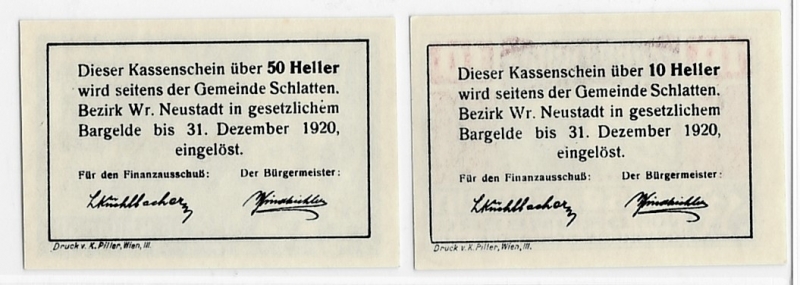 Dieser Kassenschein über 50 Heller
wird seitens der Gemeinde Schlatten.
Bezirk Wr. Neustadt in gesetzlichem
Bargelde bis 31. Dezember 1920,
eingelöst.
Für den Finanzausschuß: Der Bürgermeister:
Druck v. K. Piller, Wien, III.
Dieser Kassenschein über 10 Heller
wird seitens der Gemeinde Schlatten.
Bezirk Wr. Neustadt in gesetzlichem
Bargelde bis 31. Dezember 1920,
eingelöst.
Für den Finanzausschuß: Der Bürgermeister:
Druck v. K. Piller, Wien, III.